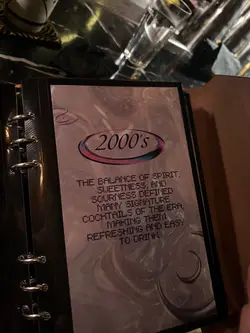 2000's
THE BALANCE OF SPIRIT,
SWEETNESS, AND
SOURNESS DEFINED
MANY SIGNATURE
COCKTAILS OF THE ERA,
MAKING THEM
REFRESHING AND EASY
TO DRINK.